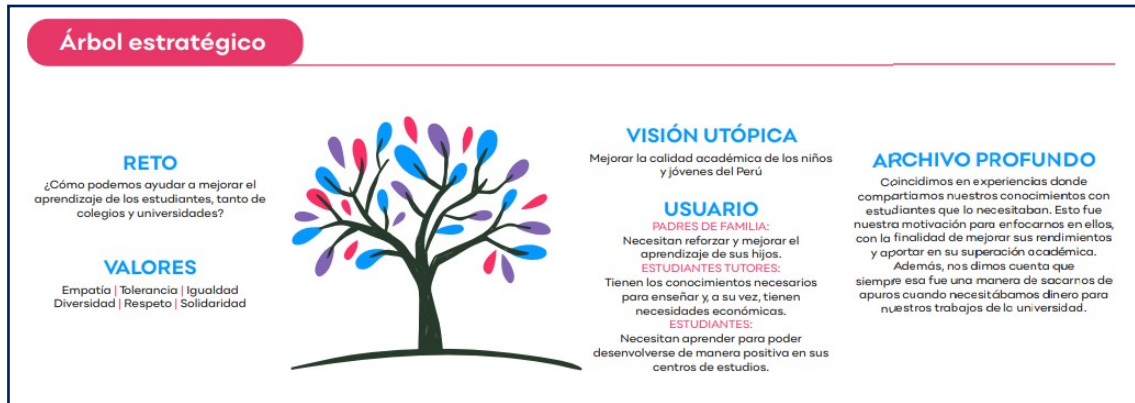 Árbol estratégico
RETO
¿Cómo podemos ayudar a mejorar el
aprendizaje de los estudiantes, tanto de
colegios y universidades?
VALORES
Empatía | Tolerancia | Igualdad
Diversidad | Respeto | Solidaridad
VISIÓN UTÓPICA
Mejorar la calidad académica de los niños
y jóvenes del Perú
USUARIO
PADRES DE FAMILIA:
Necesitan reforzar y mejorar el
aprendizaje de sus hijos.
ESTUDIANTES TUTORES:
Tienen los conocimientos necesarios
para enseñar y, a su vez, tienen
necesidades económicas.
ESTUDIANTES:
Necesitan aprender para poder
desenvolverse de manera positiva en sus
centros de estudios.
ARCHIVO PROFUNDO
Coincidimos en experiencias donde
compartiamos nuestros conocimientos con
estudiantes que lo necesitaban. Esto fue
nuestra motivación para enfocarnos en ellos,
con la finalidad de mejorar sus rendimientos
y aportar en su superación académica.
Además, nos dimos cuenta que
siempre esa fue una manera de sacarnos de
apuros cuando necesitábamos dinero para
nuestros trabajos de la universidad.